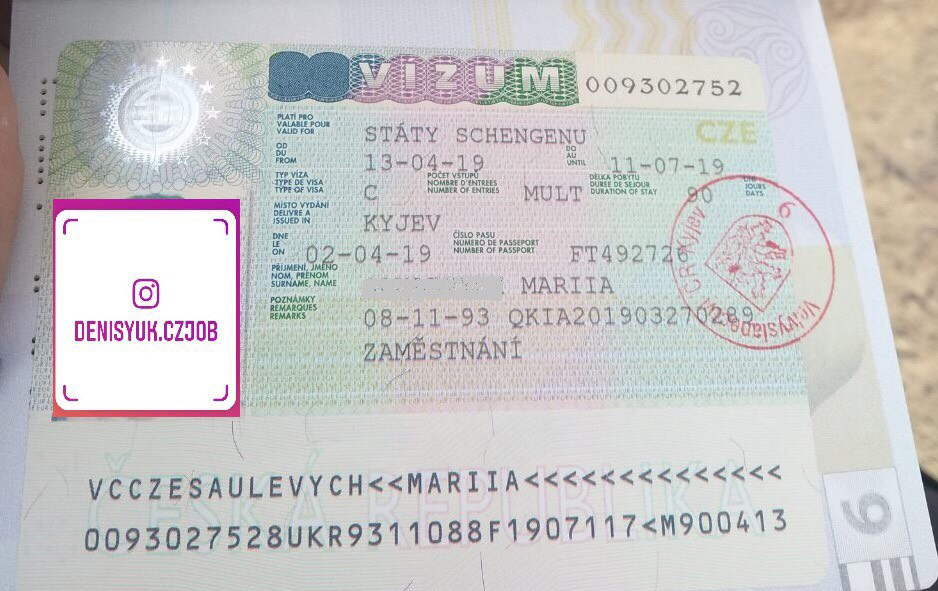 VÍZUM 009302752
PLATÍ PRO
VALABLE POUR
VALID FOR
STÁTY SCHENGENU
CZE
OD
DU
FROM
13-04-19
DO
AU
UNTIL
11-07-19
TYP VÍZA
TYPE DE VISA
TYPE OF VISA
C
POČET VSTUPŮ
NOMBRE D'ENTREES
NUMBER OF ENTRIES
MULT
DÉLKA POBYTU
DUREE DE SEJOUR
DURATION OF STAY
90
DNÍ
JOURS
DAYS
MÍSTO VYDÁNÍ
DELIVRE A
ISSUED IN
KYJEV
DNE
LE
ON
02-04-19
ČÍSLO PASU
NUMERO DE PASSEPORT
NUMBER OF PASSPORT
FT492726
PŘÍJMENÍ, JMÉNO
NOM, PRENOM
SURNAME, NAME
MARIIA
POZNÁMKY
REMARQUES
REMARKS
08-11-93 QKIA201903270289
ZAMĚSTNÁNÍ
DENISYUK.CZJOB
6
ČR Kyjev
ČESKÁ REPUBLIKA
VCCZESAULEVYCH<<MARIIA<<<<<<<<<<<<<<
0093027528UKR9311088F1907117<M900413
6